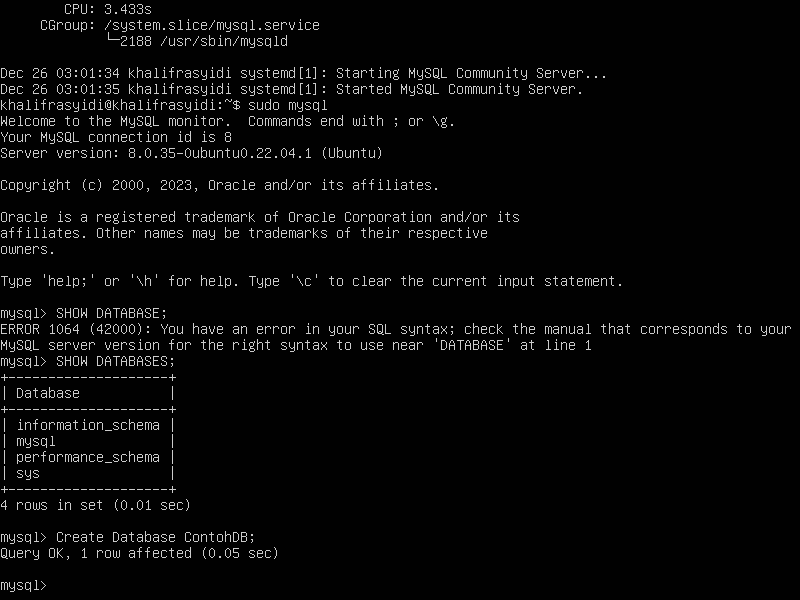 CPU: 3.433s
CGroup: /system.slice/mysql.service
└─2188 /usr/sbin/mysqld
Dec 26 03:01:34 khalifrasyidi systemd[1]: Starting MySQL Community Server...
Dec 26 03:01:35 khalifrasyidi systemd[1]: Started MySQL Community Server.
khalifrasyidi@khalifrasyidi:~$ sudo mysql
Welcome to the MySQL monitor.  Commands end with ; or \g.
Your MySQL connection id is 8
Server version: 8.0.35-0ubuntu0.22.04.1 (Ubuntu)
Copyright (c) 2000, 2023, Oracle and/or its affiliates.
Oracle is a registered trademark of Oracle Corporation and/or its
affiliates. Other names may be trademarks of their respective
owners.
Type 'help;' or '\h' for help. Type '\c' to clear the current input statement.
mysql> SHOW DATABASE;
ERROR 1064 (42000): You have an error in your SQL syntax; check the manual that corresponds to your
MySQL server version for the right syntax to use near 'DATABASE' at line 1
mysql> SHOW DATABASES;
+--------------------+
| Database           |
+--------------------+
| information_schema |
| mysql              |
| performance_schema |
| sys                |
+--------------------+
4 rows in set (0.01 sec)
mysql> Create Database ContohDB;
Query OK, 1 row affected (0.05 sec)
mysql>